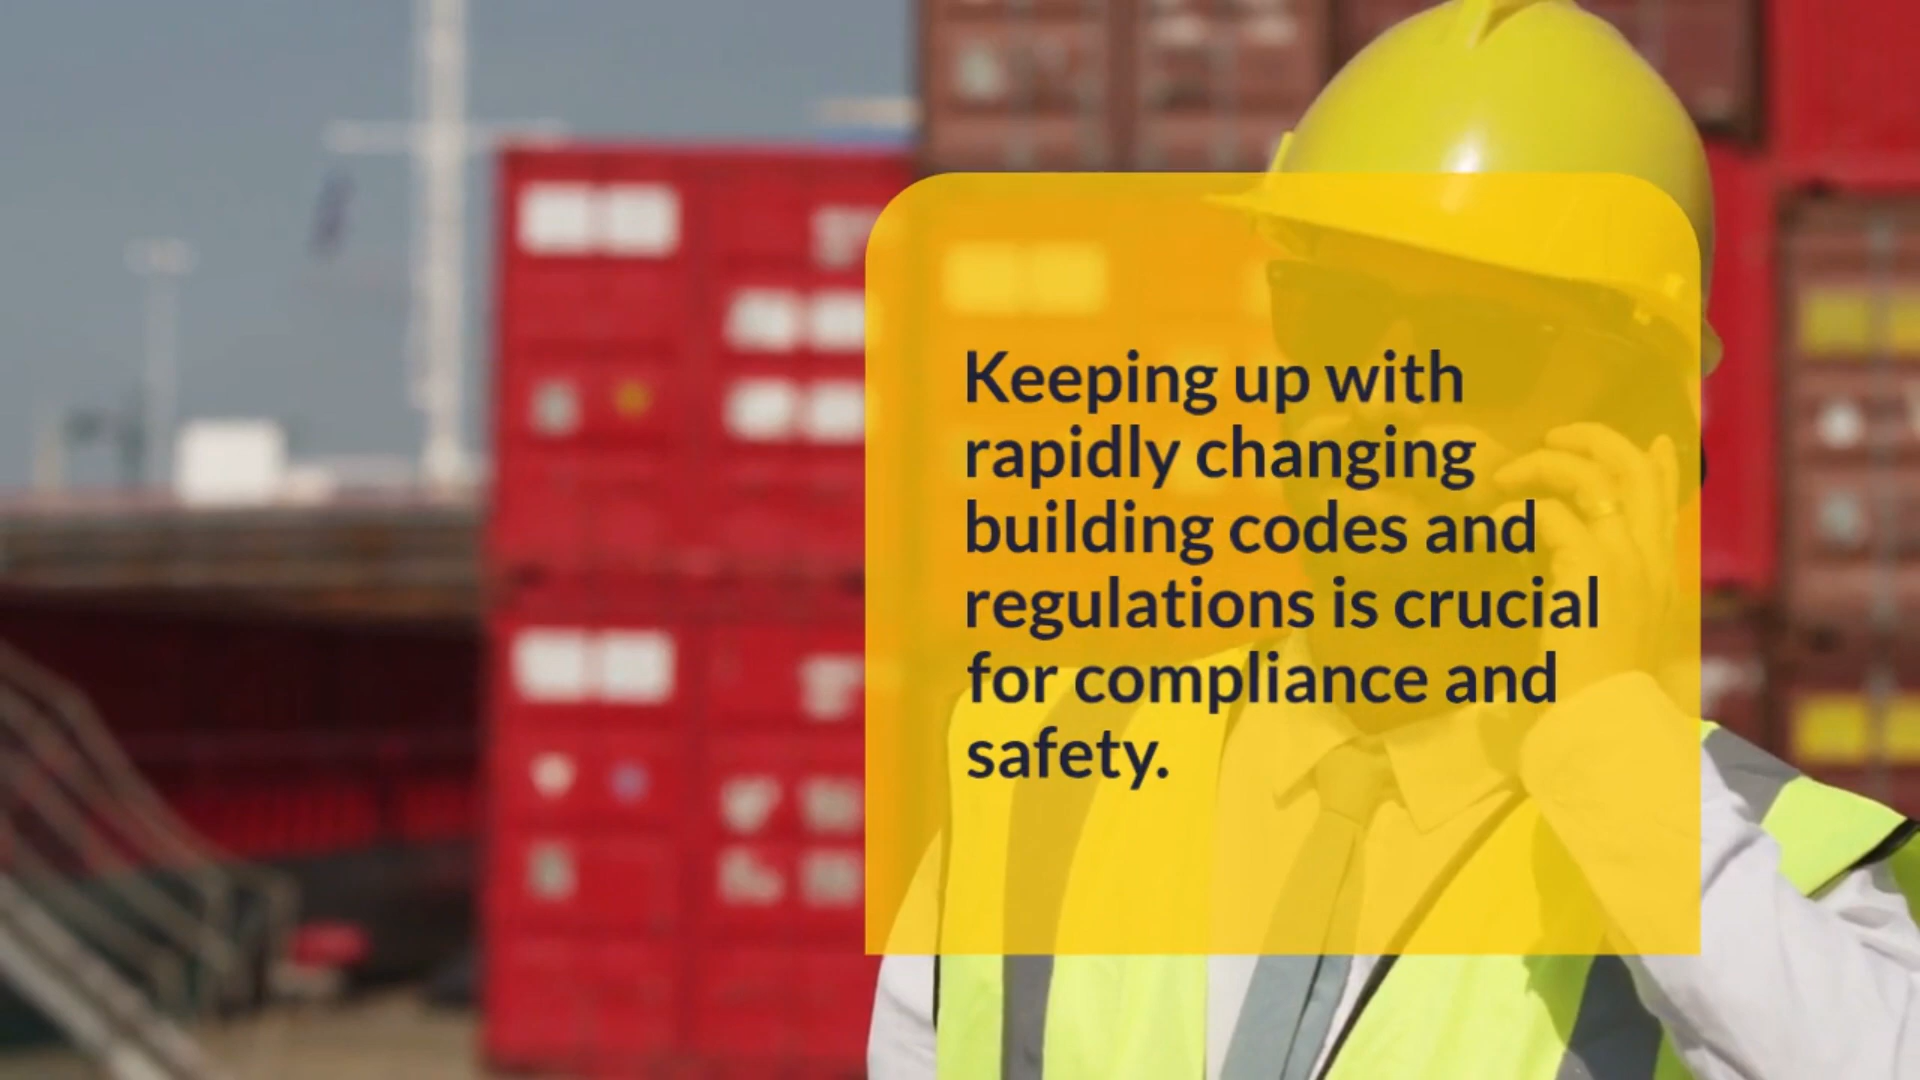 Keeping up with
rapidly changing
building codes and
regulations is crucial
for compliance and
safety.